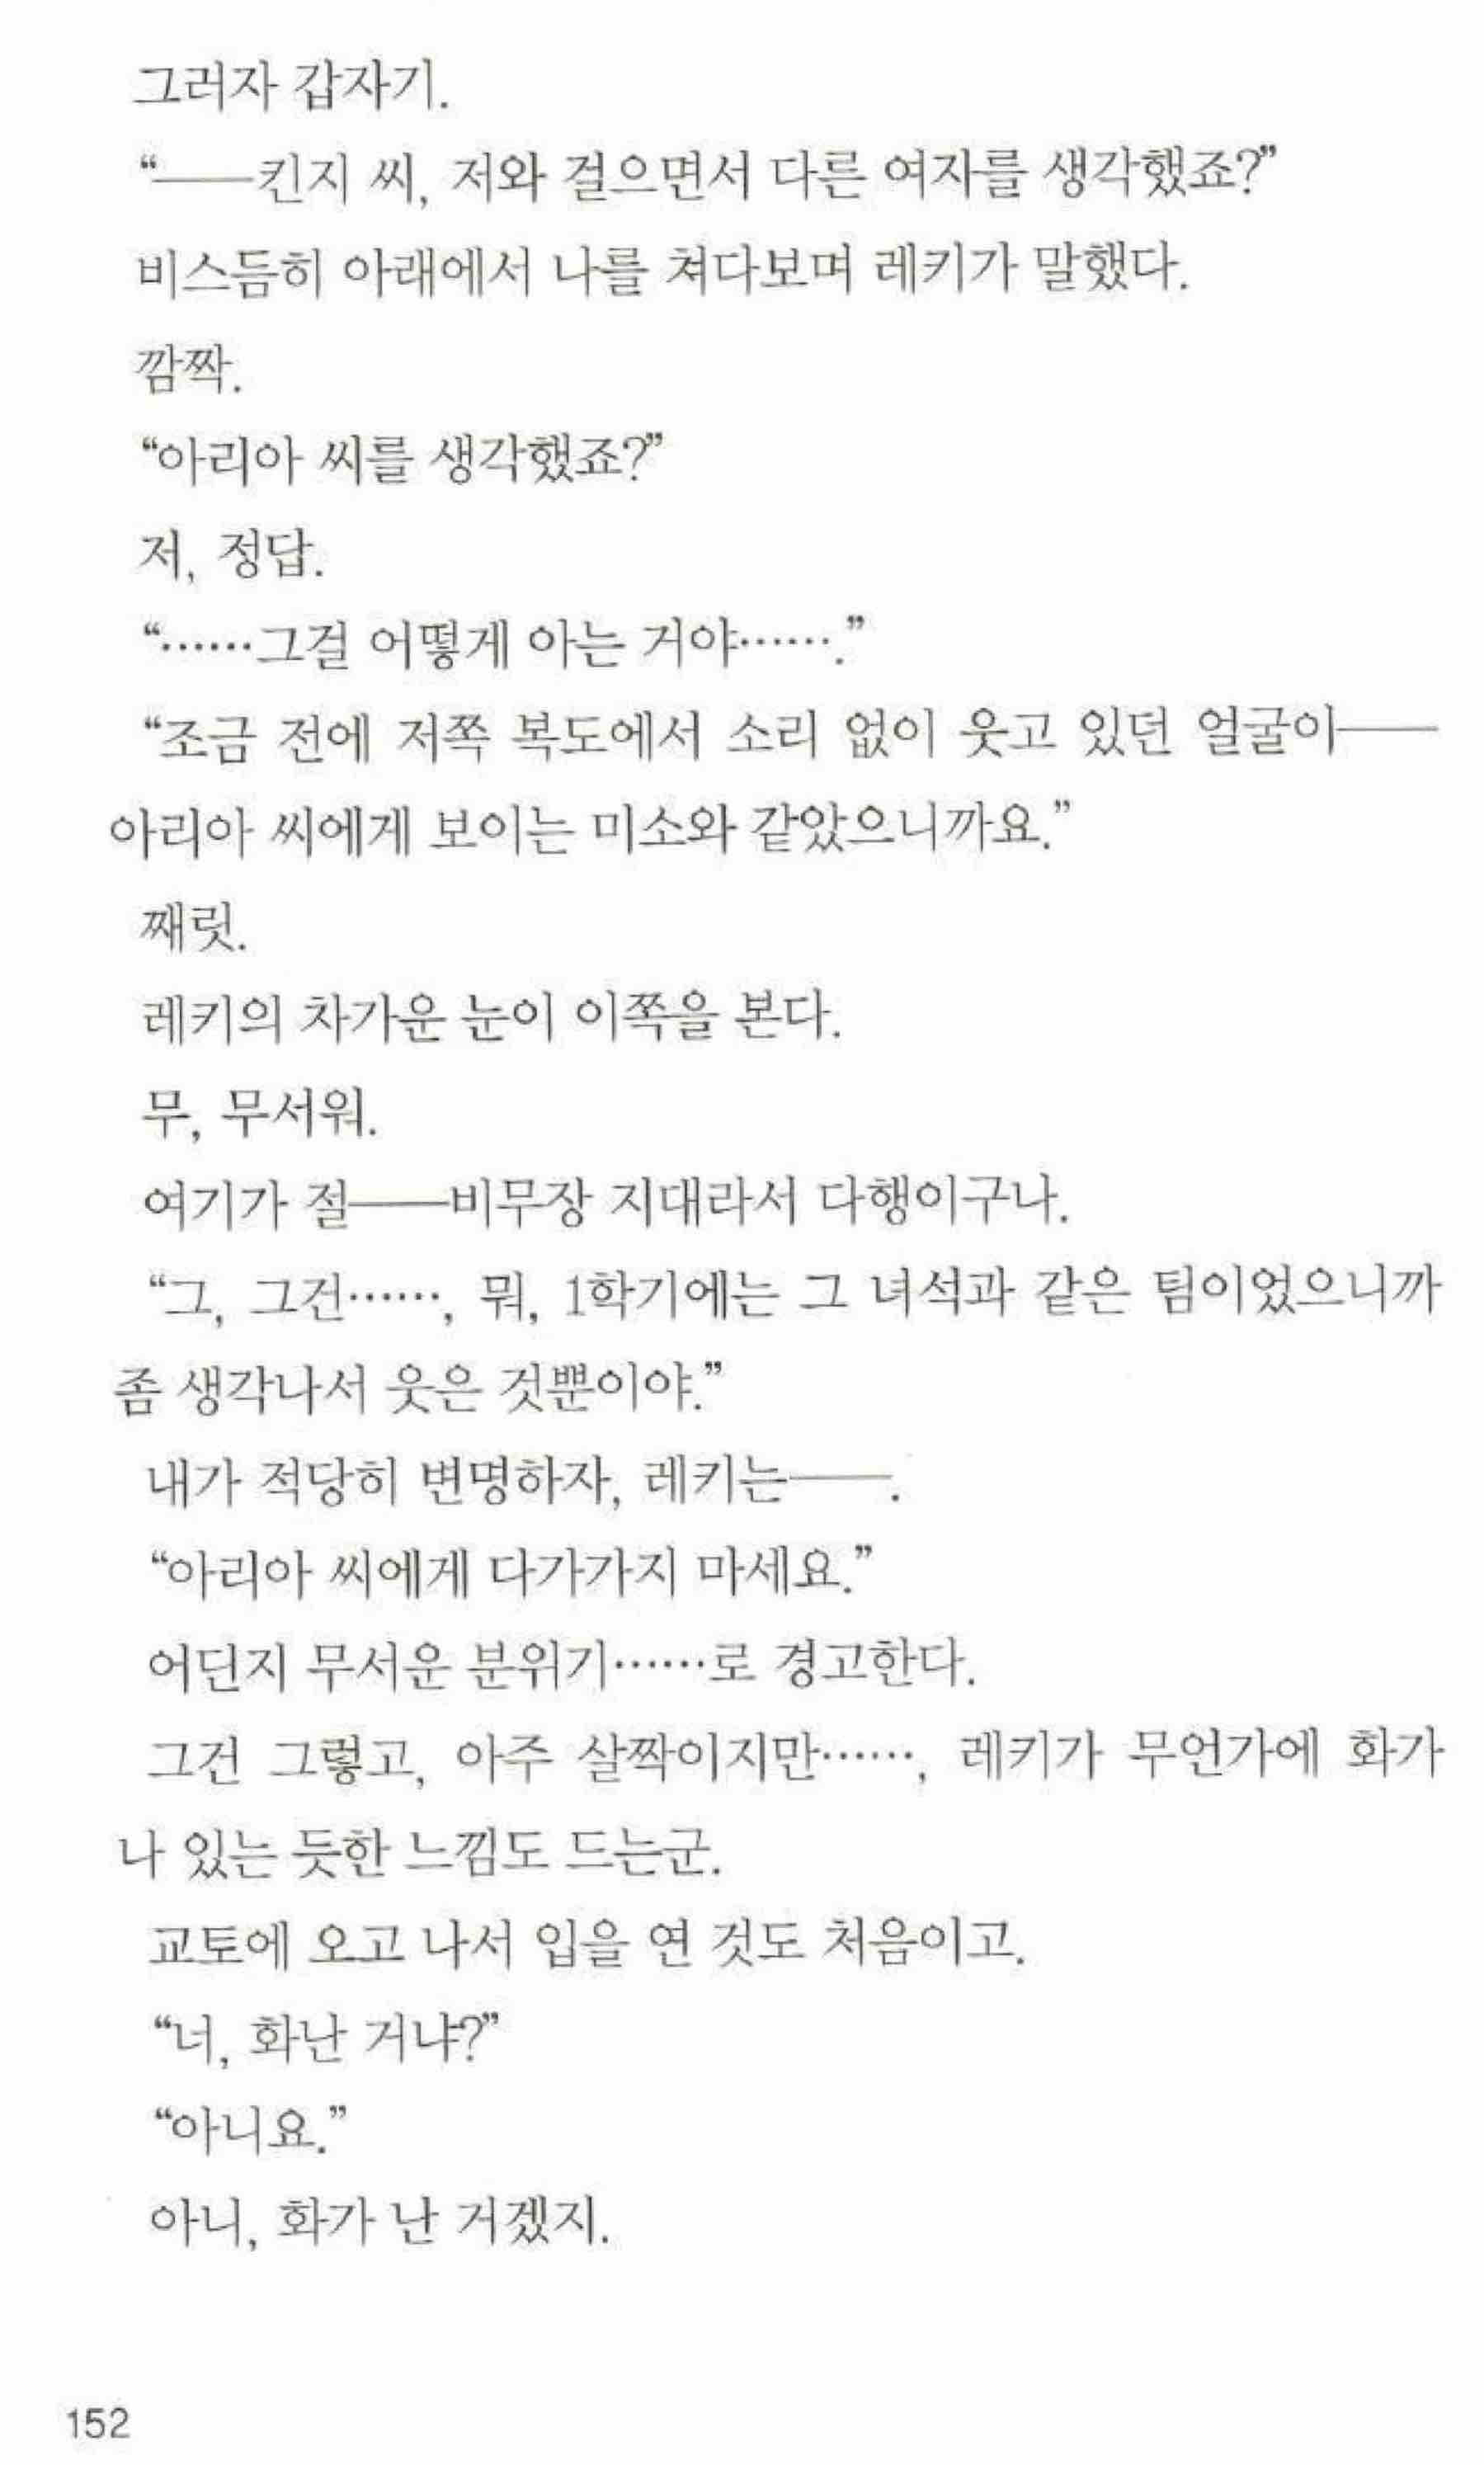 그러자 갑자기.
“──킨지 씨, 저와 걸으면서 다른 여자를 생각했죠?”
비스듬히 아래에서 나를 쳐다보며 레키가 말했다.
깜짝.
“아리아 씨를 생각했죠?”
저, 정답.
“……그걸 어떻게 아는 거야…….”
“조금 전에 저쪽 복도에서 소리 없이 웃고 있던 얼굴이──
아리아 씨에게 보이는 미소와 같았으니까요.”
째릿.
레키의 차가운 눈이 이쪽을 본다.
무, 무서워.
여기가 절──비무장 지대라서 다행이구나.
“그, 그건……, 뭐, 1학기에는 그 녀석과 같은 팀이었으니까
좀 생각나서 웃은 것뿐이야.”
내가 적당히 변명하자, 레키는──.
“아리아 씨에게 다가가지 마세요.”
어딘지 무서운 분위기……로 경고한다.
그건 그렇고, 아주 살짝이지만……, 레키가 무언가에 화가
나 있는 듯한 느낌도 드는군.
교토에 오고 나서 입을 연 것도 처음이고.
“너, 화난 거냐?”
“아니요.”
아니, 화가 난 거겠지.
152